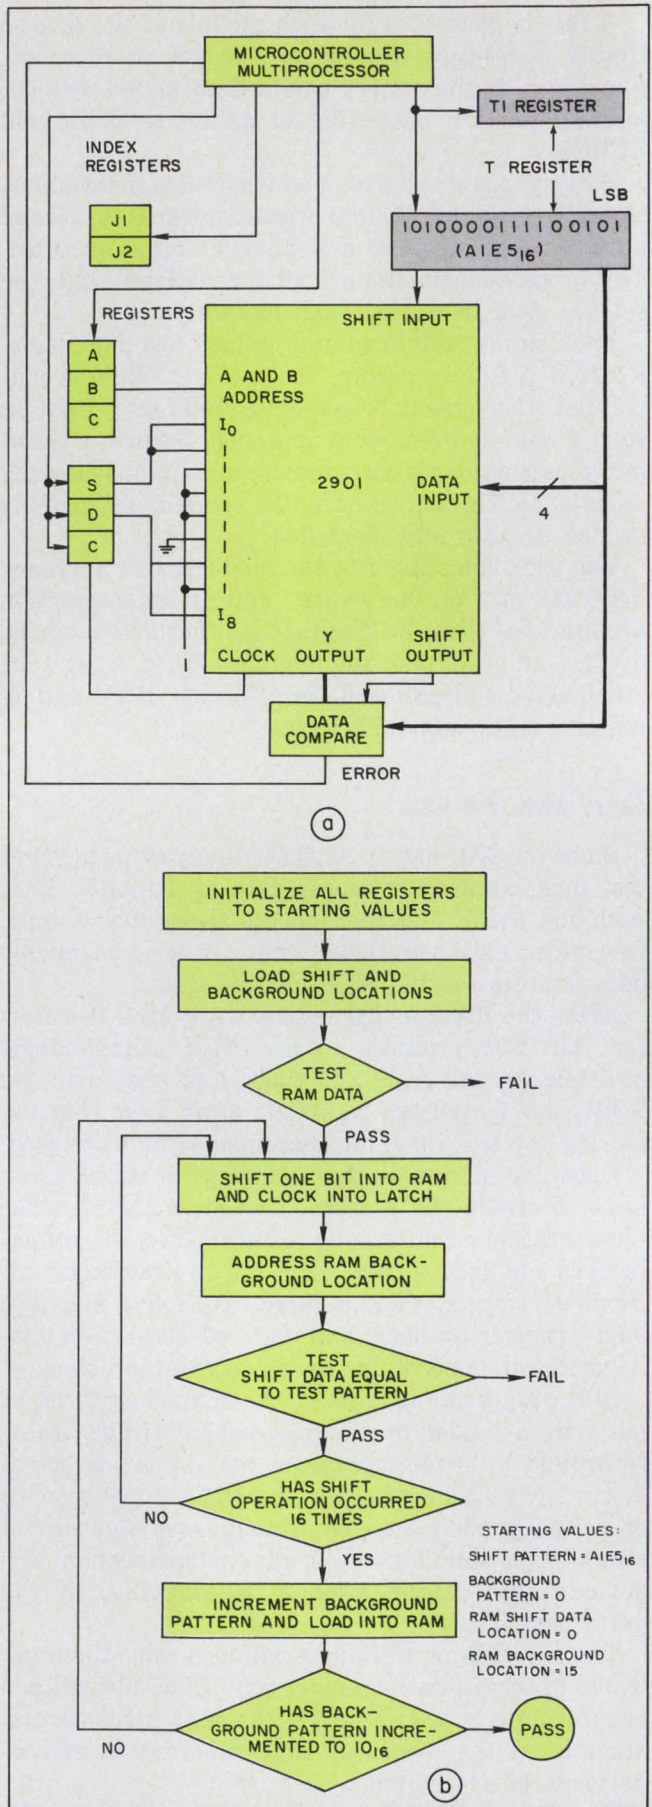 MICROCONTROLLER
MULTIPROCESSOR
TI REGISTER
INDEX
REGISTERS
T REGISTER
LSB
J1
J2
1010000111100101
(A1E5₁₆)
REGISTERS
SHIFT INPUT
A
B
C
A AND B
ADDRESS
I₀
S
D
C
2901
DATA
INPUT
4
I₈
CLOCK
Y
OUTPUT
SHIFT
OUTPUT
DATA
COMPARE
ERROR
a
INITIALIZE ALL REGISTERS
TO STARTING VALUES
LOAD SHIFT AND
BACKGROUND LOCATIONS
TEST
RAM DATA
FAIL
PASS
SHIFT ONE BIT INTO RAM
AND CLOCK INTO LATCH
ADDRESS RAM BACK-
GROUND LOCATION
TEST
SHIFT DATA EQUAL
TO TEST PATTERN
FAIL
PASS
HAS SHIFT
OPERATION OCCURRED
16 TIMES
NO
YES
STARTING VALUES:
SHIFT PATTERN = A1E5₁₆
BACKGROUND
PATTERN = 0
RAM SHIFT DATA
LOCATION = 0
RAM BACKGROUND
LOCATION = 15
INCREMENT BACKGROUND
PATTERN AND LOAD INTO RAM
HAS BACK-
GROUND PATTERN INCRE-
MENTED TO 10₁₆
NO
PASS
b